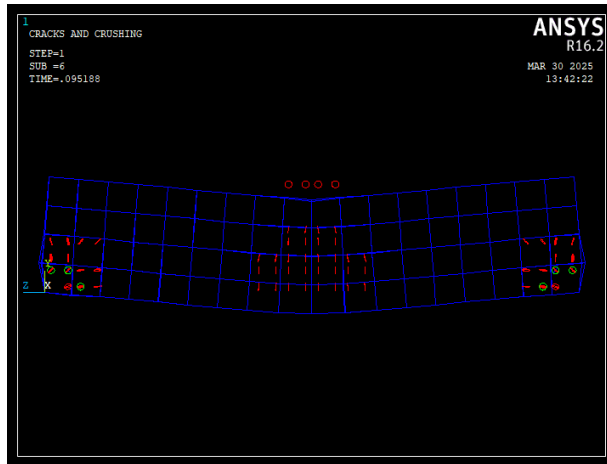 1
CRACKS AND CRUSHING
STEP=1
SUB =6
TIME=.095188
ANSYS
R16.2
MAR 30 2025
13:42:22
Y
Z X